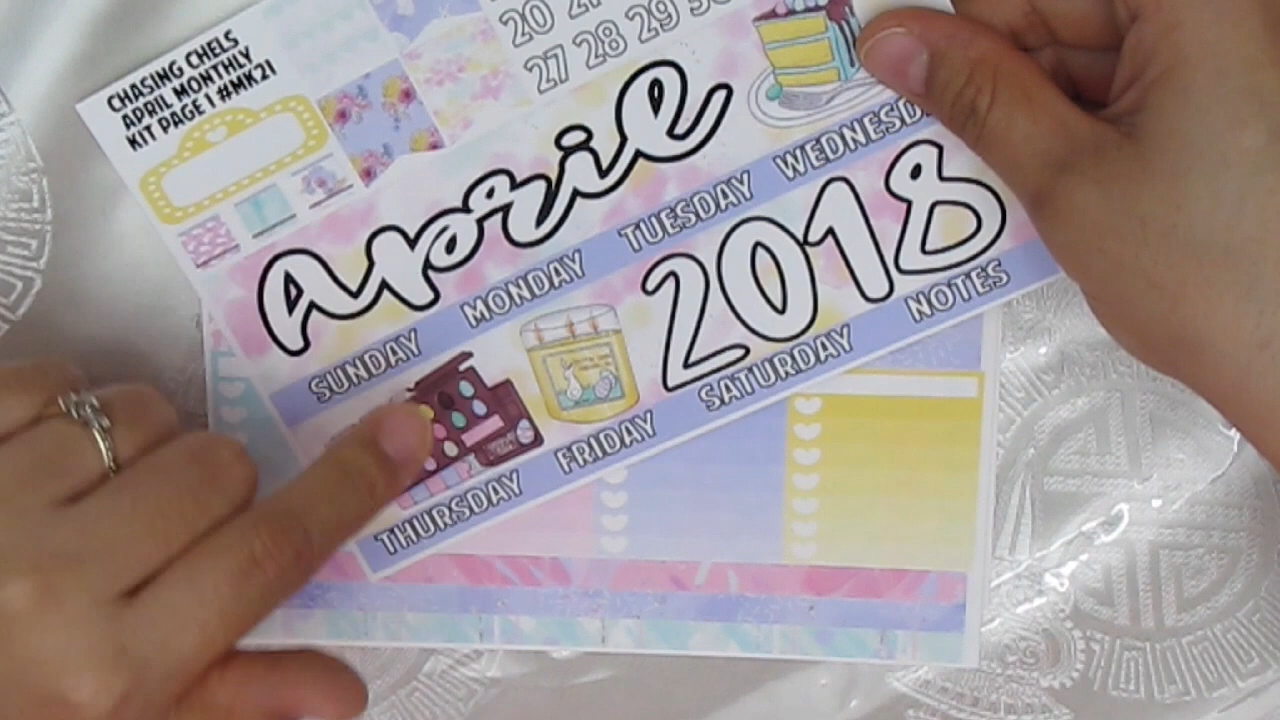 CHASING CHELS
APRIL MONTHLY
KIT PAGE 1 #MK21
20
27 28 29
April
SUNDAY MONDAY TUESDAY
2018
THURSDAY FRIDAY SATURDAY NOTES